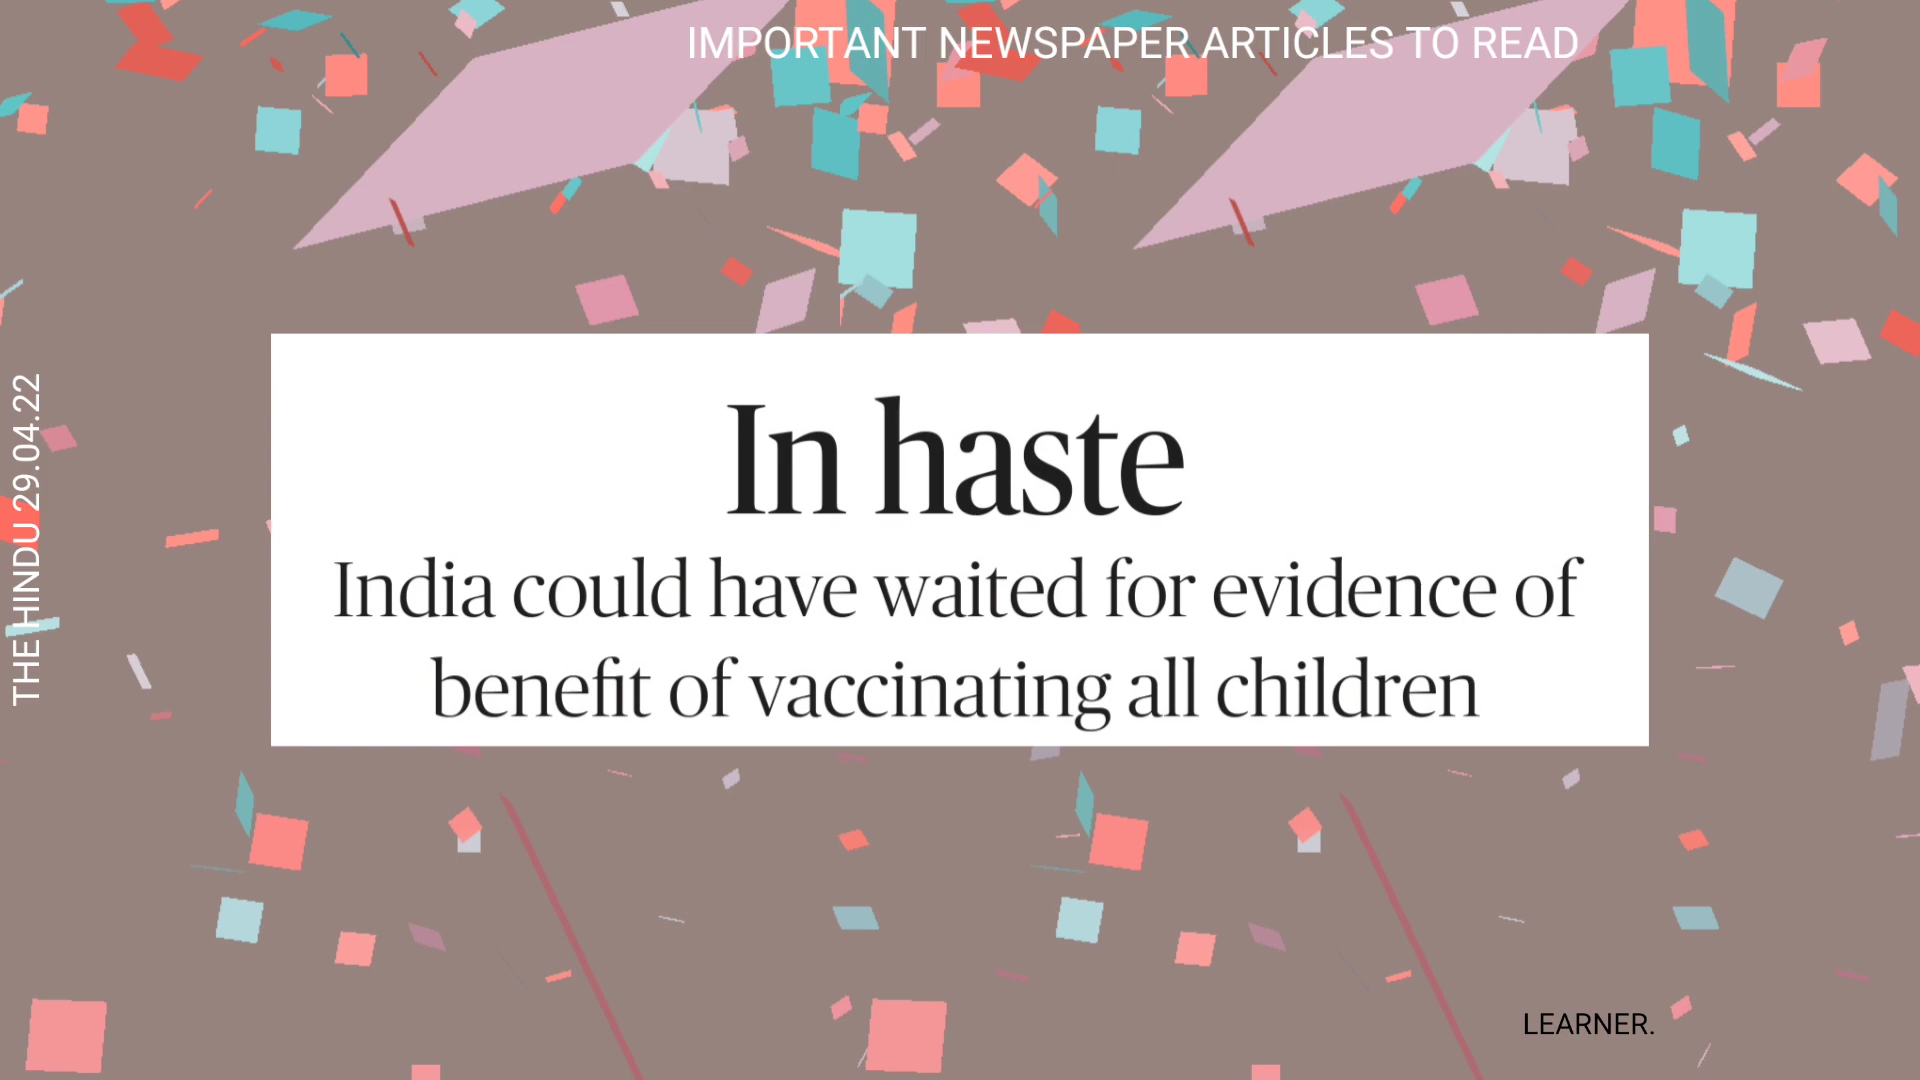 IMPORTANT NEWSPAPER ARTICLES TO READ
THE HINDU 29.04.22
In haste
India could have waited for evidence of
benefit of vaccinating all children
LEARNER.